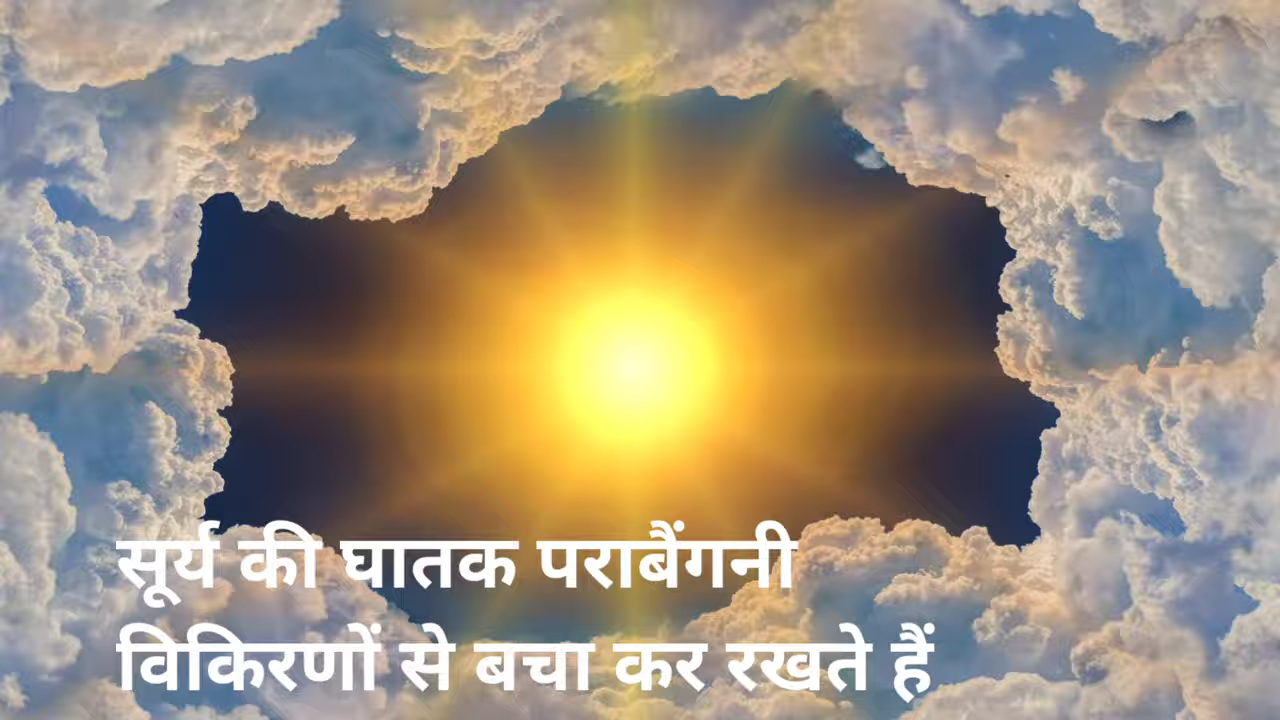 सूर्य की घातक पराबैंगनी
विकिरणों से बचा कर रखते हैं